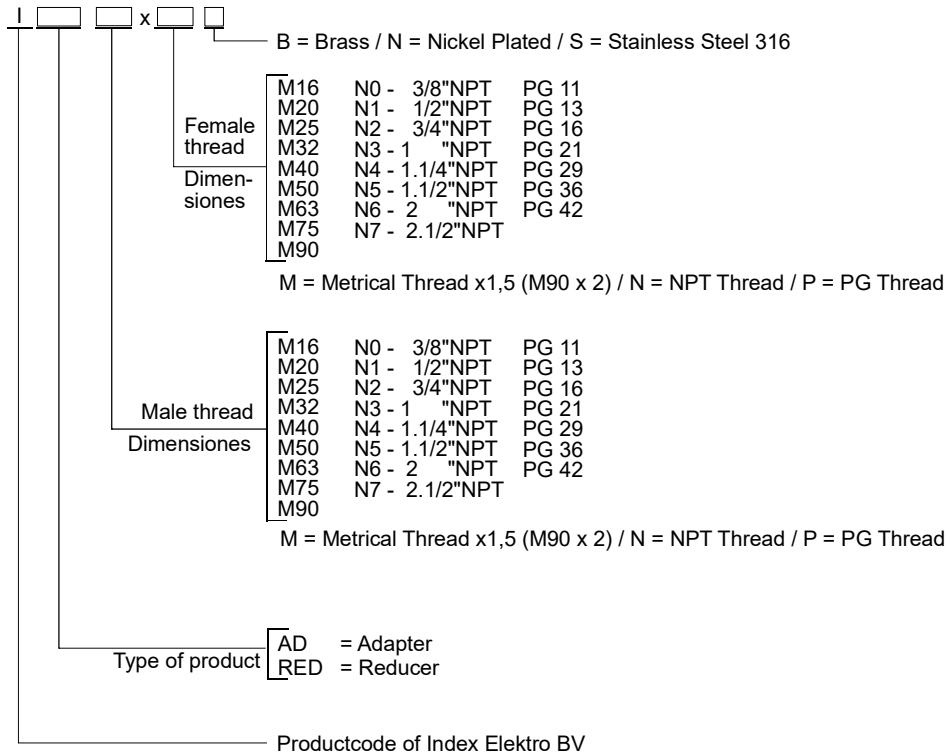 I x
B = Brass / N = Nickel Plated / S = Stainless Steel 316
Female
thread
Dimen-
siones
M16 N0 - 3/8"NPT PG 11
M20 N1 - 1/2"NPT PG 13
M25 N2 - 3/4"NPT PG 16
M32 N3 - 1 "NPT PG 21
M40 N4 - 1.1/4"NPT PG 29
M50 N5 - 1.1/2"NPT PG 36
M63 N6 - 2 "NPT PG 42
M75 N7 - 2.1/2"NPT
M90
M = Metrical Thread x1,5 (M90 x 2) / N = NPT Thread / P = PG Thread
Male thread
Dimensiones
M16 N0 - 3/8"NPT PG 11
M20 N1 - 1/2"NPT PG 13
M25 N2 - 3/4"NPT PG 16
M32 N3 - 1 "NPT PG 21
M40 N4 - 1.1/4"NPT PG 29
M50 N5 - 1.1/2"NPT PG 36
M63 N6 - 2 "NPT PG 42
M75 N7 - 2.1/2"NPT
M90
M = Metrical Thread x1,5 (M90 x 2) / N = NPT Thread / P = PG Thread
Type of product
AD = Adapter
RED = Reducer
Productcode of Index Elektro BV